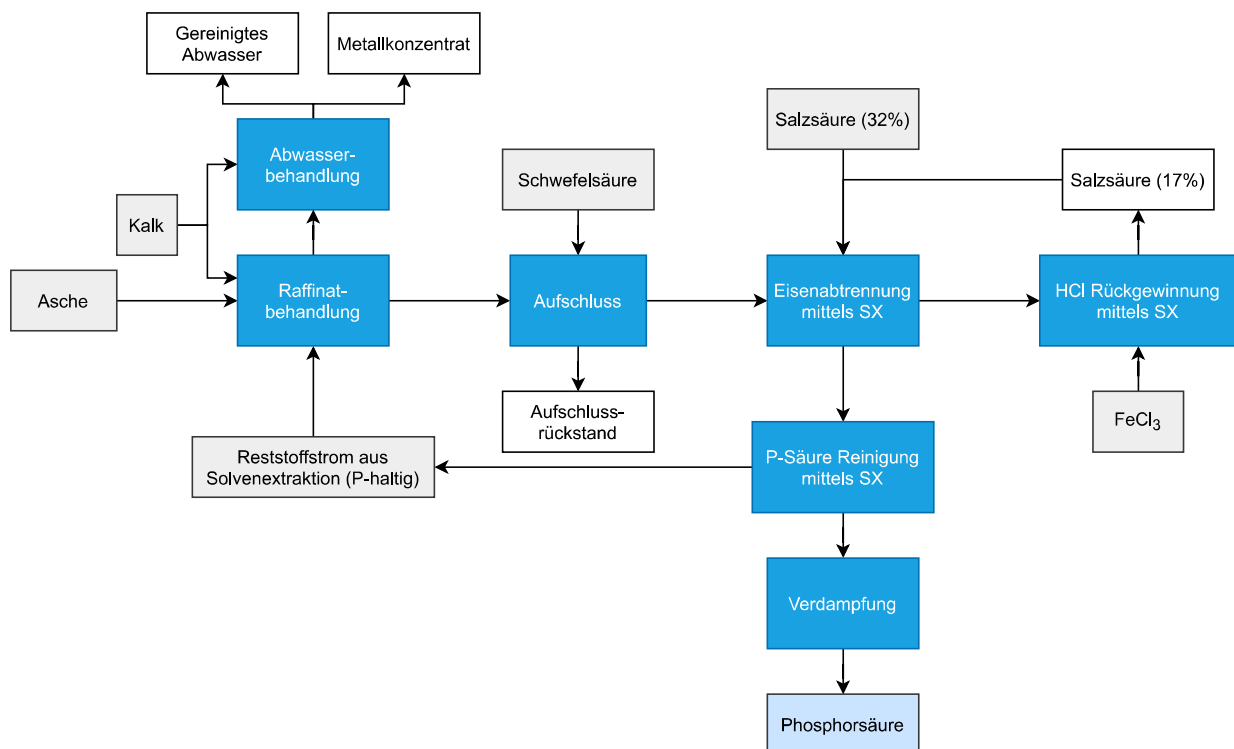 Gereinigtes
Abwasser
Metallkonzentrat
Abwasser-
behandlung
Kalk
Asche
Raffinat-
behandlung
Schwefelsäure
Aufschluss
Aufschluss-
rückstand
Reststoffstrom aus
Solvenextraktion (P-haltig)
Salzsäure (32%)
Salzsäure (17%)
Eisenabtrennung
mittels SX
HCl Rückgewinnung
mittels SX
FeCl3
P-Säure Reinigung
mittels SX
Verdampfung
Phosphorsäure